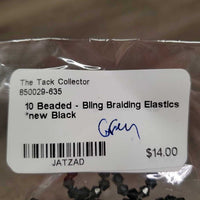 The Tack Collector
850029-635
10 Beaded - Bling Braiding Elastics
*new Black
Grey
JATZAD
$14.00